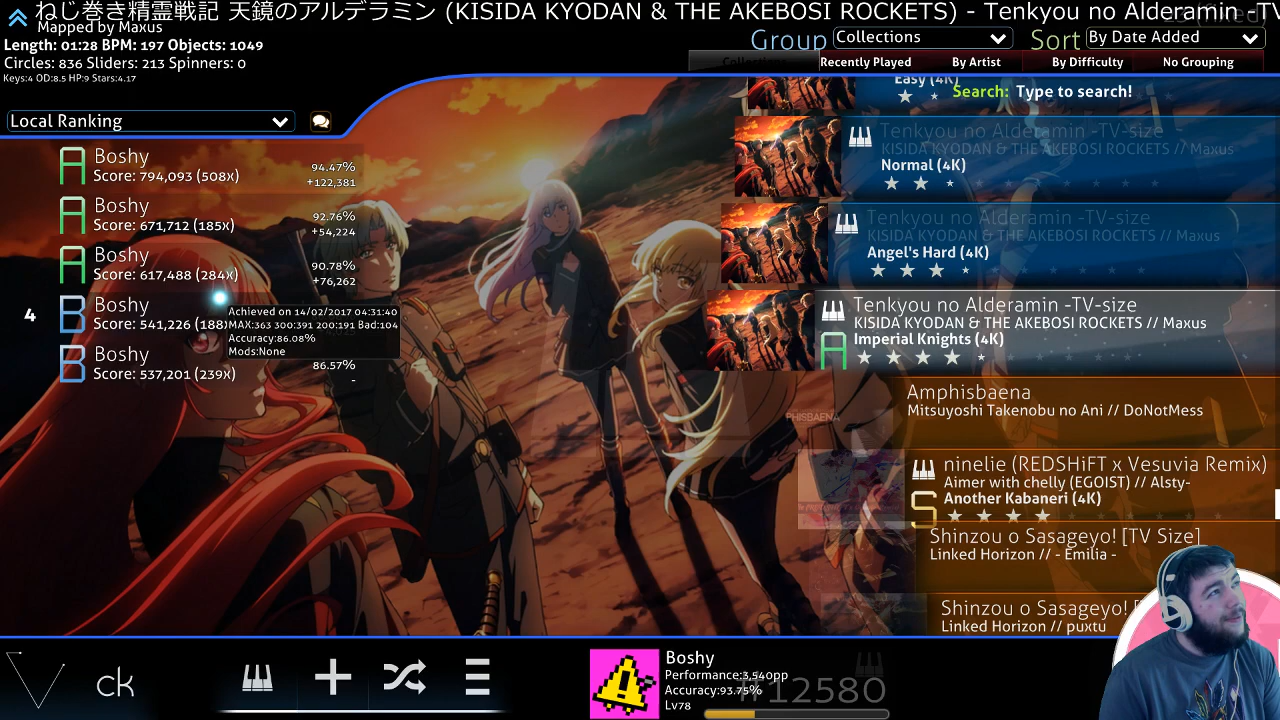 ねじ巻き精霊戦記 天鏡のアルデラミン (KISIDA KYODAN & THE AKEBOSI ROCKETS) - Tenkyou no Alderamin -TV
Mapped by Maxus
Length: 01:28 BPM: 197 Objects: 1049
Circles: 836 Sliders: 213 Spinners: 0
Keys:4 OD:8.5 HP:9 Stars:4.17
Group
Collections
Sort
By Date Added
Recently Played
By Artist
By Difficulty
No Grouping
Local Ranking
Easy (4K)
Search: Type to search!
A Boshy
Score: 794,093 (508x)
94.47%
+122,381
A Boshy
Score: 671,712 (185x)
92.76%
+54,224
A Boshy
Score: 617,488 (284x)
90.78%
+76,262
4
B Boshy
Score: 541,226 (188
Achieved on 14/02/2017 04:31:40
MAX:363 300:391 200:191 Bad:104
Accuracy:86.08%
Mods:None
B Boshy
Score: 537,201 (239x)
86.57%
-
Tenkyou no Alderamin -TV-size
KISIDA KYODAN & THE AKEBOSI ROCKETS // Maxus
Normal (4K)
Tenkyou no Alderamin -TV-size
KISIDA KYODAN & THE AKEBOSI ROCKETS // Maxus
Angel's Hard (4K)
Tenkyou no Alderamin -TV-size
KISIDA KYODAN & THE AKEBOSI ROCKETS // Maxus
A Imperial Knights (4K)
Amphisbaena
Mitsuyoshi Takenobu no Ani // DoNotMess
PHISBAENA
ninelie (REDSHiFT x Vesuvia Remix)
Aimer with chelly (EGOIST) // Alsty-
S Another Kabaneri (4K)
Shinzou o Sasageyo! [TV Size]
Linked Horizon // - Emilia -
Shinzou o Sasageyo! [
Linked Horizon // puxtu
ck
Boshy
Performance:3,540pp
Accuracy:93.75%
Lv78
#12580